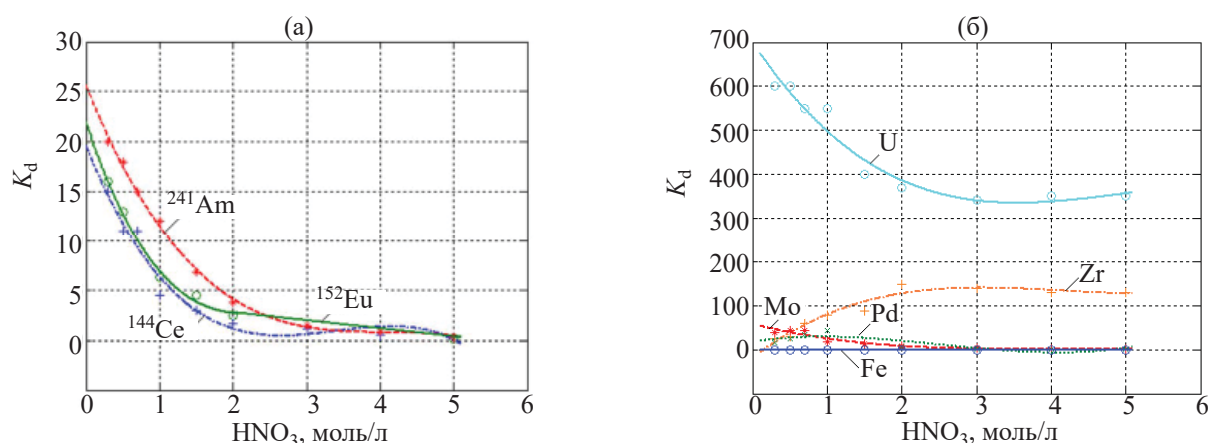 (а)
30
25
20
15
10
5
0
K_d
²⁴¹Am
¹⁵²Eu
¹⁴⁴Ce
0 1 2 3 4 5 6
HNO₃, моль/л
(б)
700
600
500
400
300
200
100
0
K_d
U
Zr
Mo
Pd
Fe
0 1 2 3 4 5 6
HNO₃, моль/л